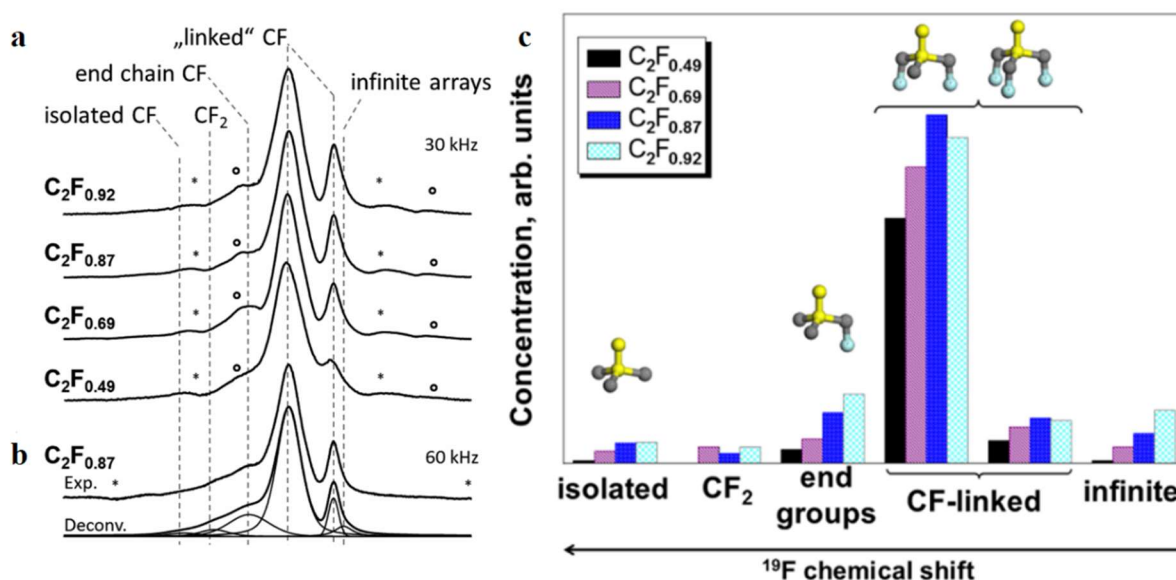 a
„linked“ CF
end chain CF
infinite arrays
isolated CF
CF₂
30 kHz
*
*
C₂F₀.₉₂
*
*
C₂F₀.₈₇
*
*
C₂F₀.₆₉
*
*
C₂F₀.₄₉
b
C₂F₀.₈₇
60 kHz
Exp.
*
*
Deconv.
c
Concentration, arb. units
C₂F₀.₄₉
C₂F₀.₆₉
C₂F₀.₈₇
C₂F₀.₉₂
isolated
CF₂
end
groups
CF-linked
infinite
¹⁹F chemical shift